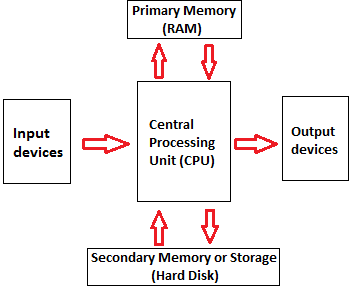 Primary Memory
(RAM)
Input
devices
Central
Processing
Unit (CPU)
Output
devices
Secondary Memory or Storage
(Hard Disk)